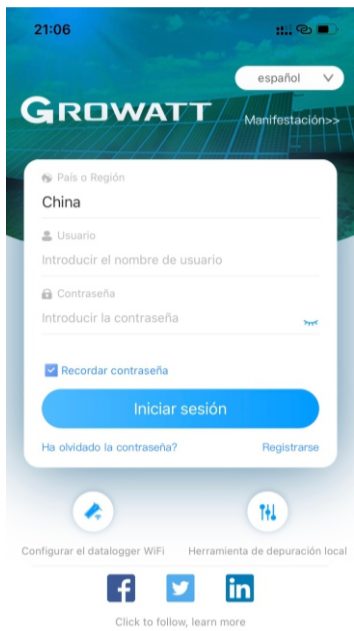 21:06
español
GROWATT
Manifestación>>
País o Región
China
Usuario
Introducir el nombre de usuario
Contraseña
Introducir la contraseña
Recordar contraseña
Iniciar sesión
Ha olvidado la contraseña?
Registrarse
Configurar el datalogger WiFi
Herramienta de depuración local
f
in
Click to follow, learn more